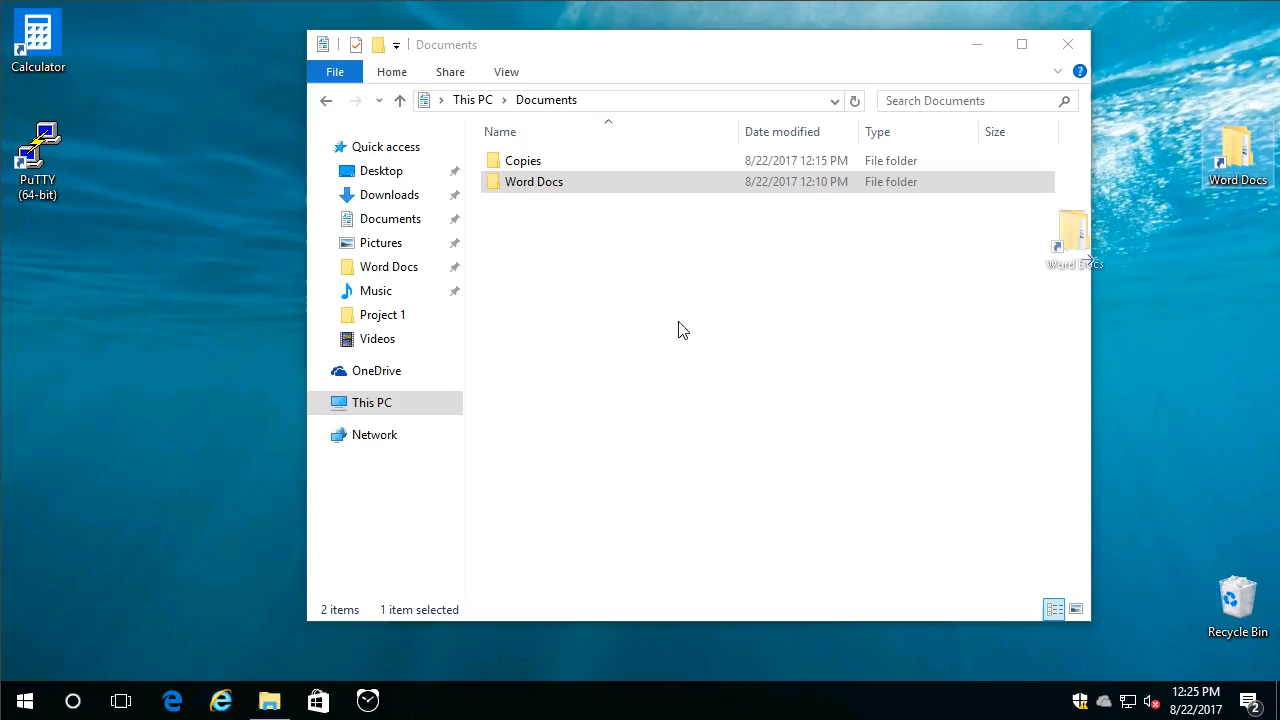 Calculator
PuTTY
(64-bit)
Documents
File
Home
Share
View
This PC
Documents
Search Documents
Name
Date modified
Type
Size
Copies
8/22/2017 12:15 PM
File folder
Word Docs
8/22/2017 12:10 PM
File folder
Quick access
Desktop
Downloads
Documents
Pictures
Word Docs
Music
Project 1
Videos
OneDrive
This PC
Network
2 items
1 item selected
Word Docs
Word Docs
Recycle Bin
12:25 PM
8/22/2017
2